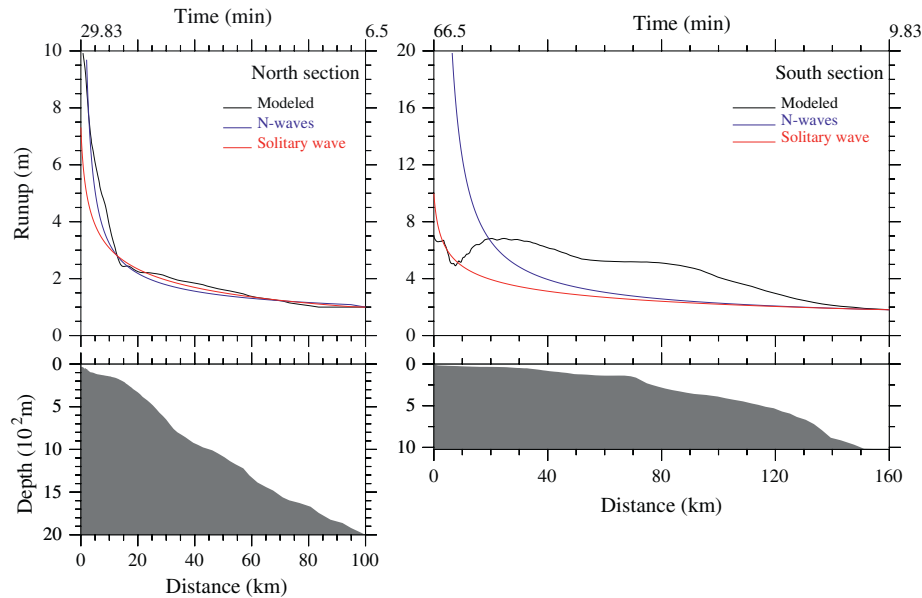 Time (min)
29.83 6.5
10
8
6
4
2
0
Runup (m)
North section
Modeled
N-waves
Solitary wave
Time (min)
66.5 9.83
20
16
12
8
4
0
South section
Modeled
N-waves
Solitary wave
0
5
10
15
20
Depth (10 2m)
0 20 40 60 80 100
Distance (km)
0
5
10
0 40 80 120 160
Distance (km)